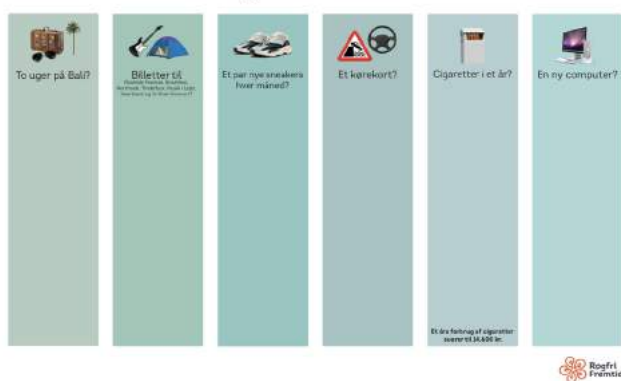 To uger på Bali?
Billetter til
Et par nye sneakers
hver måned?
Et kørekort?
Cigaretter i et år?
En ny computer?
Et års forbrug af cigaretter
svarer til 14.600 kr.
Røgfri
Fremtid